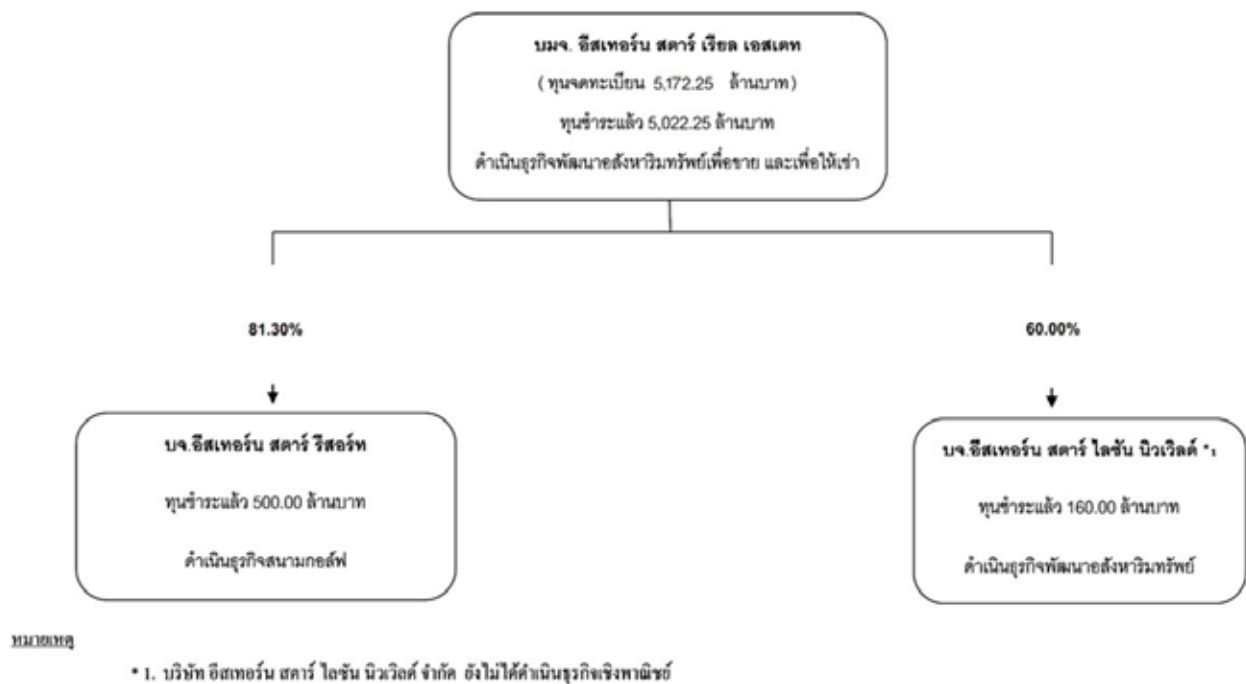 บมจ. อีสเทอร์น สตาร์ เรียล เอสเตท
( ทุนจดทะเบียน 5,172.25 ล้านบาท )
ทุนชำระแล้ว 5,022.25 ล้านบาท
ดำเนินธุรกิจพัฒนาอสังหาริมทรัพย์เพื่อขาย และเพื่อให้เช่า
81.30%
60.00%
บจ.อีสเทอร์น สตาร์ รีสอร์ท
ทุนชำระแล้ว 500.00 ล้านบาท
ดำเนินธุรกิจสนามกอล์ฟ
บจ.อีสเทอร์น สตาร์ ไลซัน นิวเวิลด์ *1
ทุนชำระแล้ว 160.00 ล้านบาท
ดำเนินธุรกิจพัฒนาอสังหาริมทรัพย์
หมายเหตุ
* 1. บริษัท อีสเทอร์น สตาร์ ไลซัน นิวเวิลด์ จำกัด ยังไม่ได้ดำเนินธุรกิจเชิงพาณิชย์